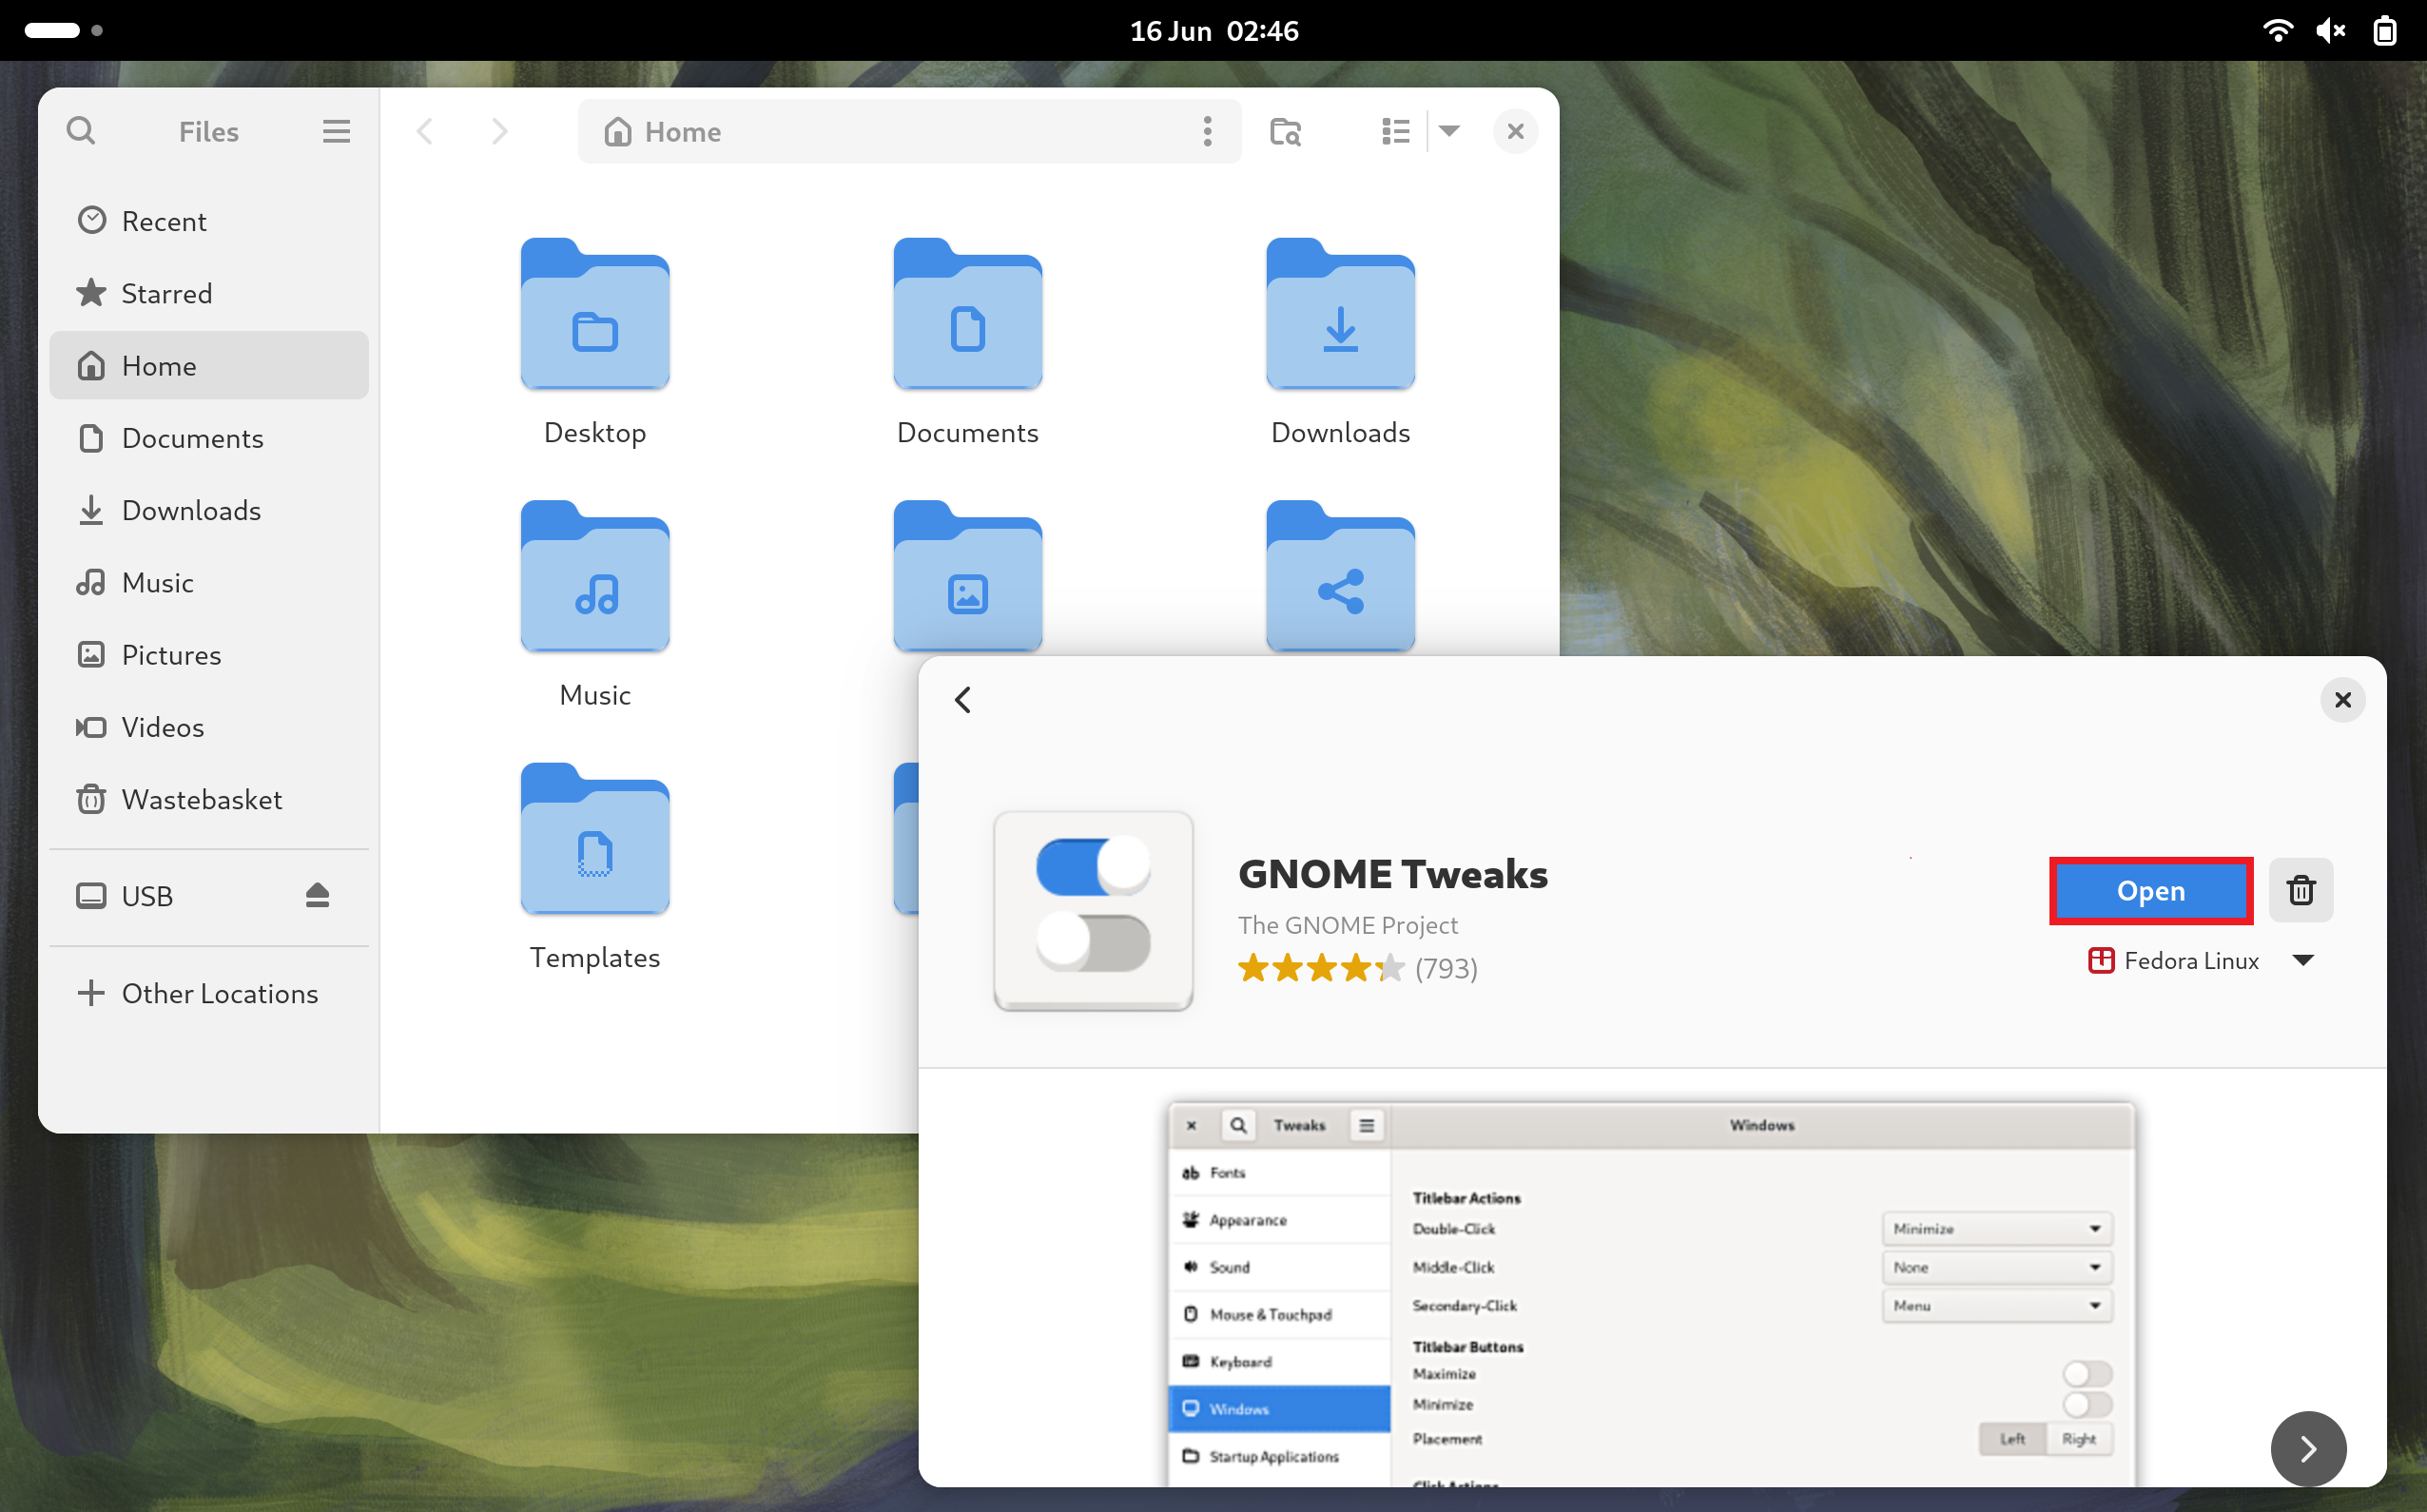 16 Jun 02:46
Files
Home
Recent
Starred
Home
Documents
Downloads
Music
Pictures
Videos
Wastebasket
USB
Other Locations
Desktop
Documents
Downloads
Music
Templates
GNOME Tweaks
The GNOME Project
(793)
Open
Fedora Linux
Tweaks
Windows
Fonts
Appearance
Sound
Mouse & Touchpad
Keyboard
Windows
Startup Applications
Titlebar Actions
Double-Click
Minimize
Middle-Click
None
Secondary-Click
Menu
Titlebar Buttons
Maximize
Minimize
Placement
Left
Right